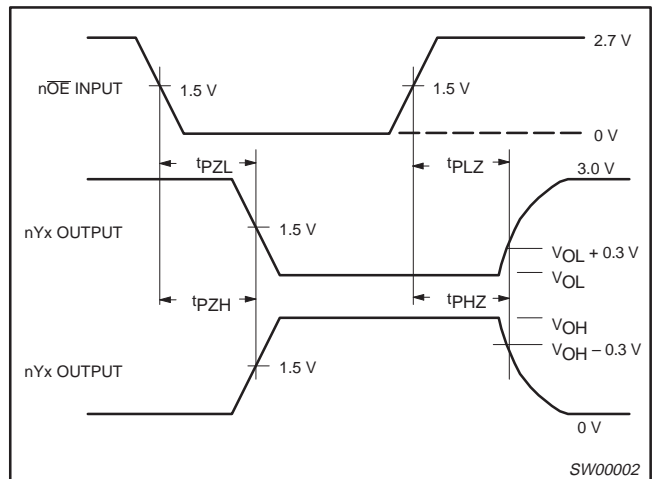 2.7 V
nO̅E̅ INPUT
1.5 V
1.5 V
0 V
tPZL
tPLZ
3.0 V
nYx OUTPUT
1.5 V
VOL + 0.3 V
VOL
tPZH
tPHZ
VOH
VOH – 0.3 V
nYx OUTPUT
1.5 V
0 V
SW00002